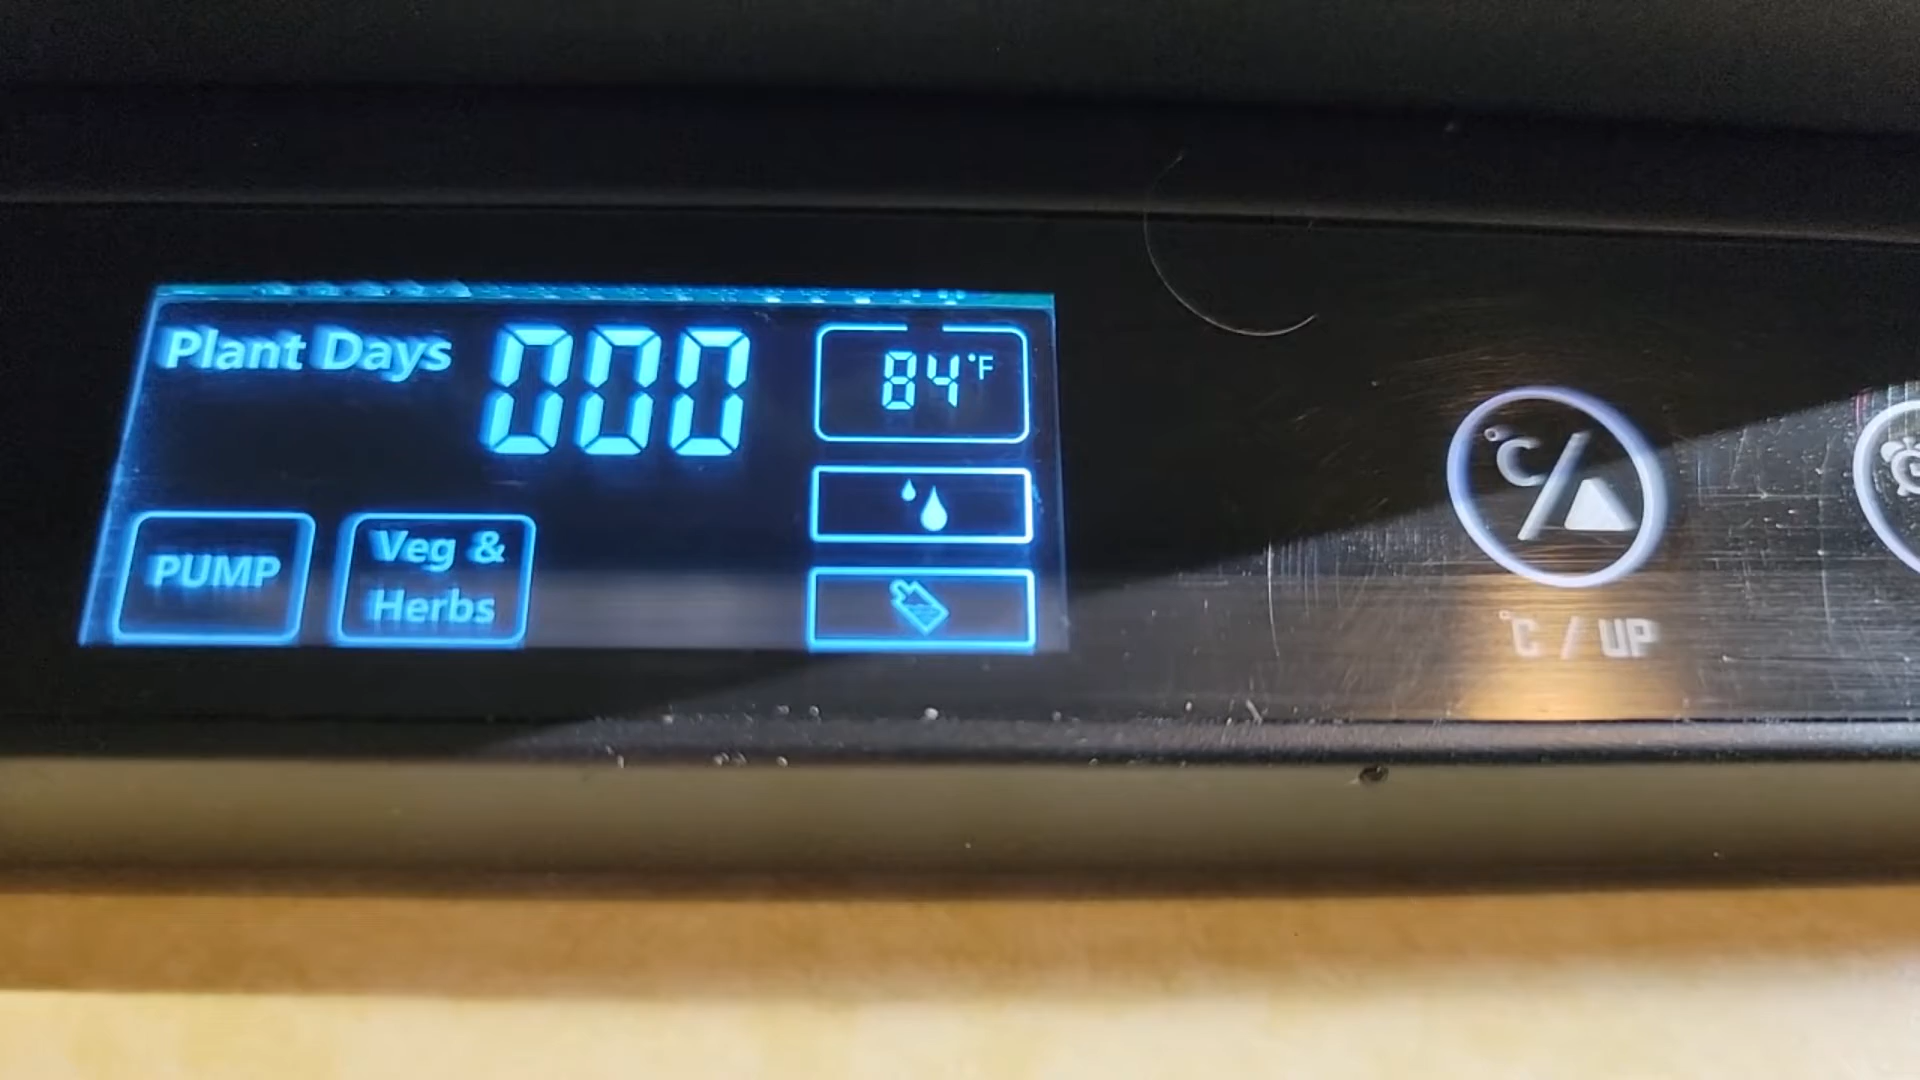 Plant Days 000
84°F
PUMP
Veg &
Herbs
°C/
°C / UP